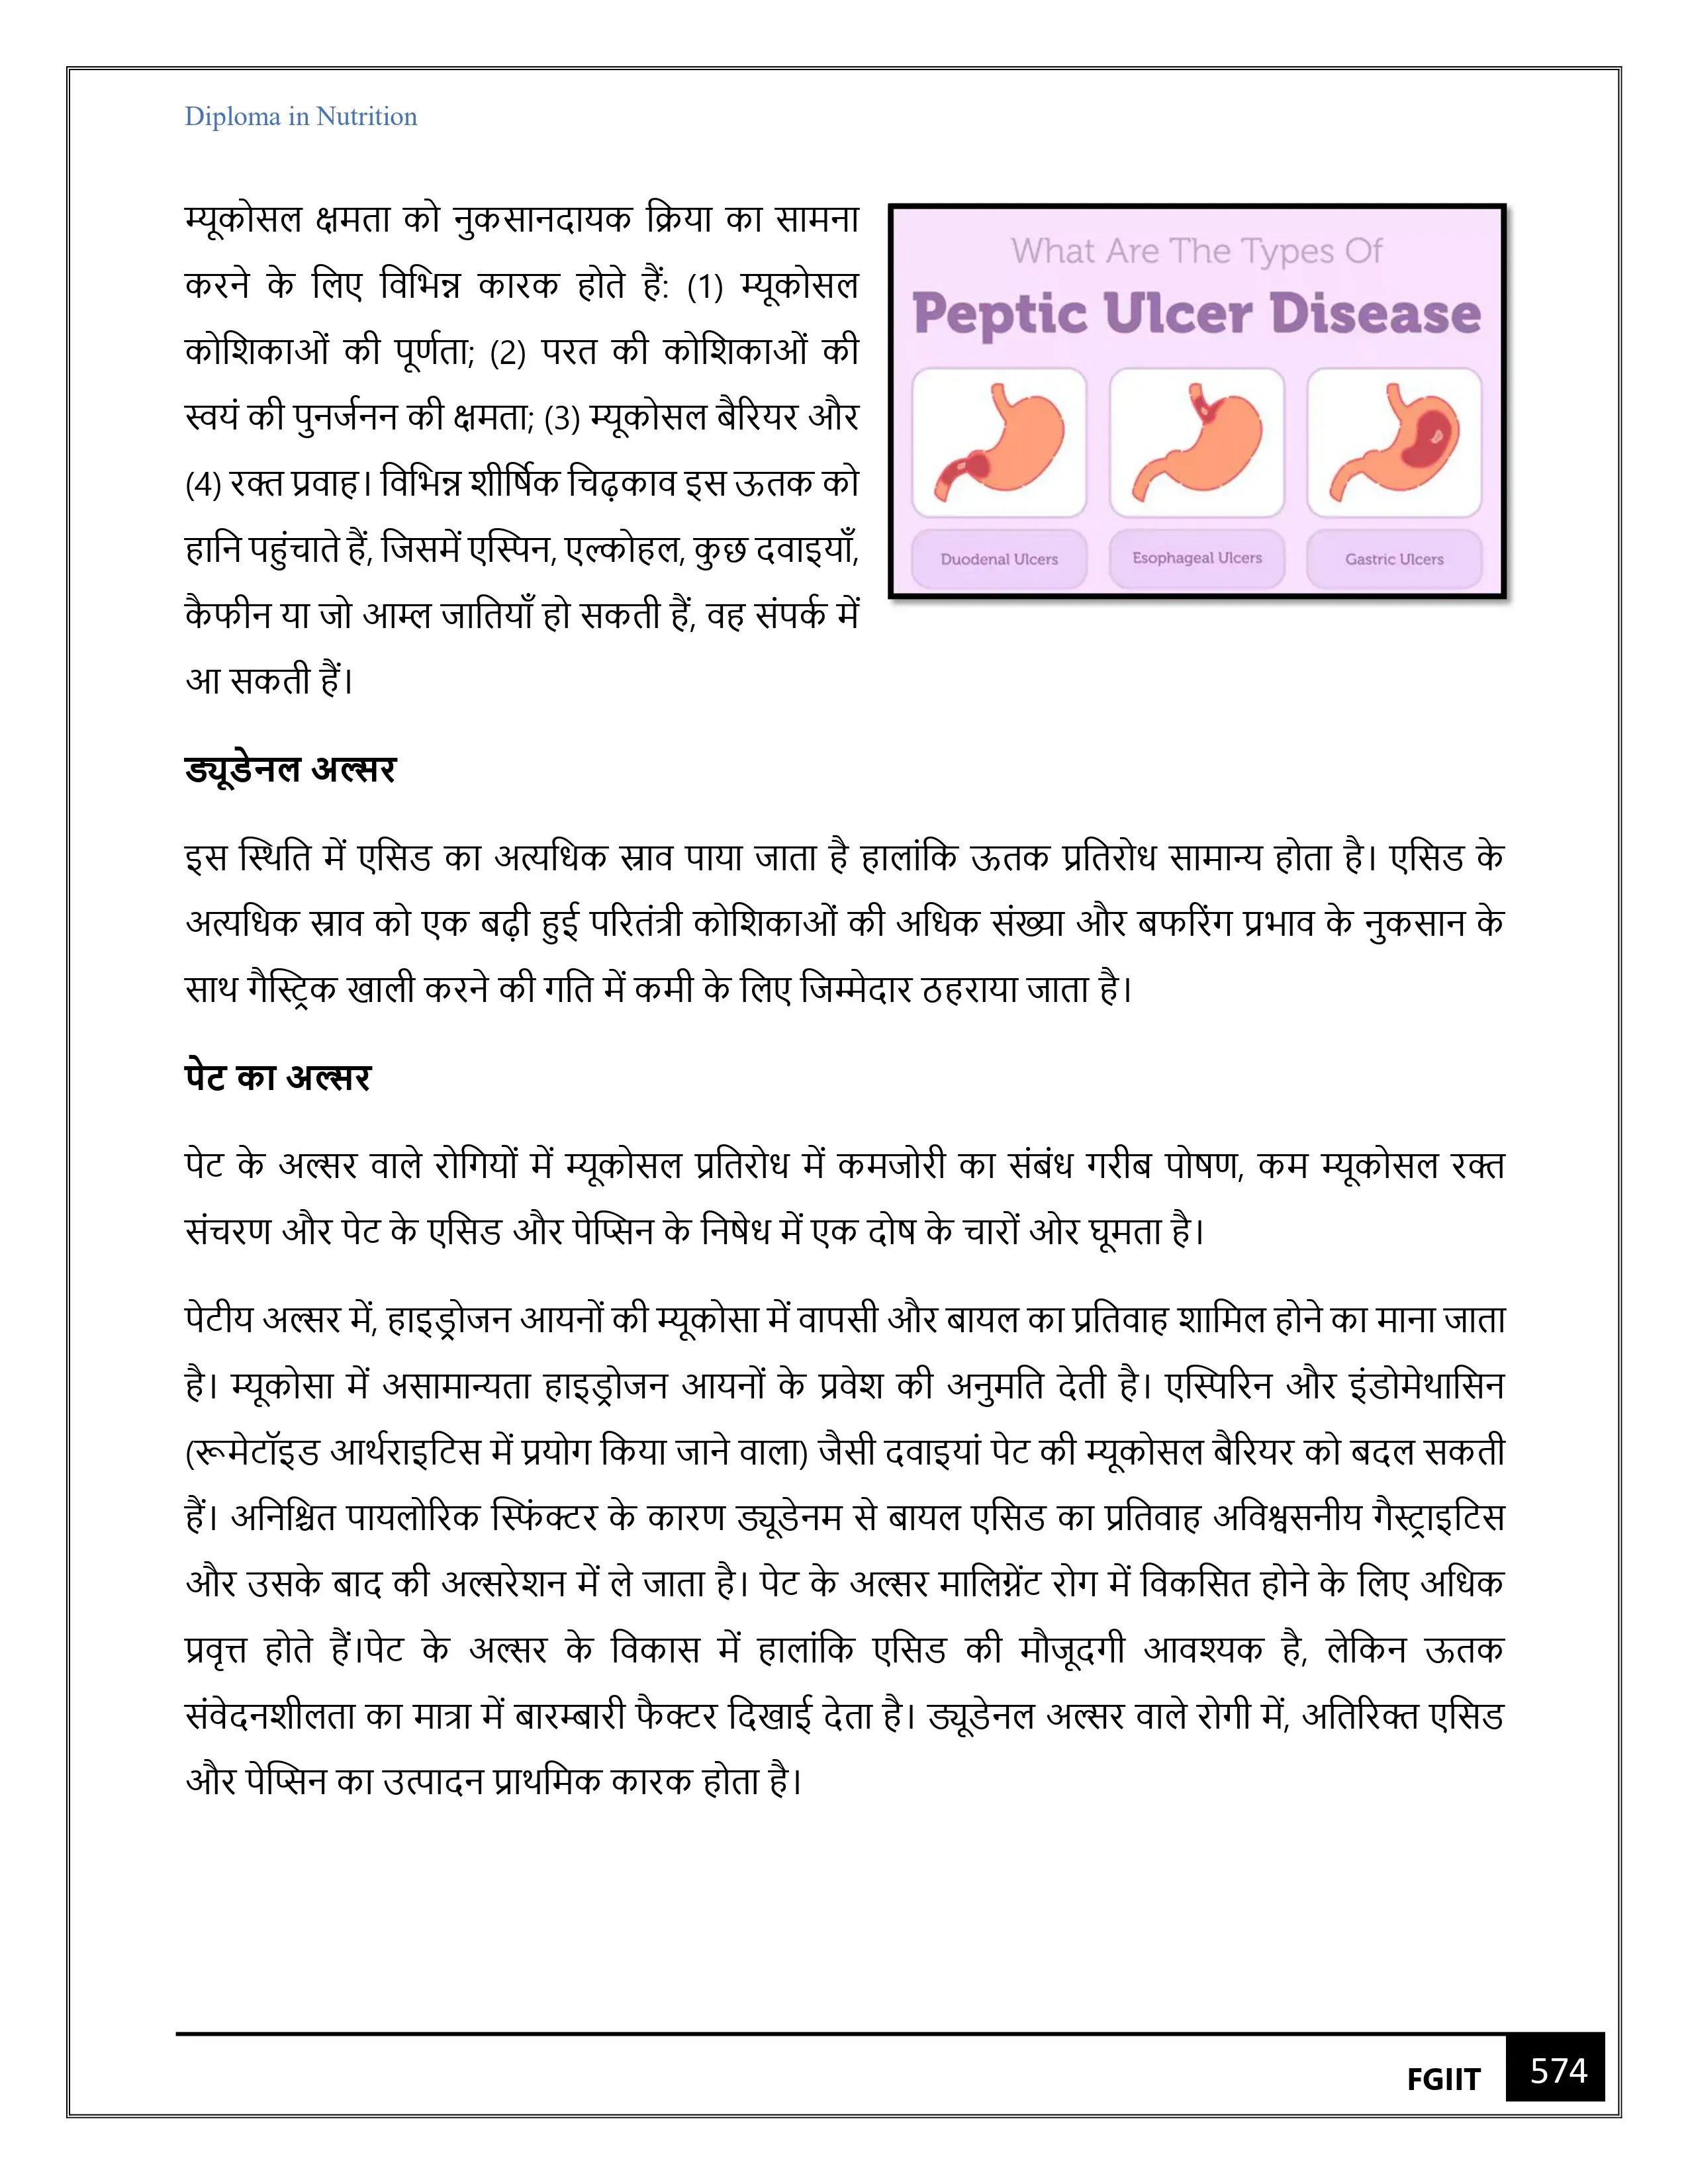 Diploma in Nutrition
म्यूकोसल क्षमता को नुकसानदायक क्रिया का सामना
करने के लिए विभिन्न कारक होते हैं: (1) म्यूकोसल
कोशिकाओं की पूर्णता; (2) परत की कोशिकाओं की
स्वयं की पुनर्जनन की क्षमता; (3) म्यूकोसल बैरियर और
(4) रक्त प्रवाह। विभिन्न शीर्षिक चिढ़काव इस ऊतक को
हानि पहुंचाते हैं, जिसमें एस्पिन, एल्कोहल, कुछ दवाइयाँ,
कैफीन या जो आम्ल जातियाँ हो सकती हैं, वह संपर्क में
आ सकती हैं।
What Are The Types Of
Peptic Ulcer Disease
Duodenal Ulcers
Esophageal Ulcers
Gastric Ulcers
ड्यूडेनल अल्सर
इस स्थिति में एसिड का अत्यधिक स्राव पाया जाता है हालांकि ऊतक प्रतिरोध सामान्य होता है। एसिड के
अत्यधिक स्राव को एक बढ़ी हुई परितंत्री कोशिकाओं की अधिक संख्या और बफरिंग प्रभाव के नुकसान के
साथ गैस्ट्रिक खाली करने की गति में कमी के लिए जिम्मेदार ठहराया जाता है।
पेट का अल्सर
पेट के अल्सर वाले रोगियों में म्यूकोसल प्रतिरोध में कमजोरी का संबंध गरीब पोषण, कम म्यूकोसल रक्त
संचरण और पेट के एसिड और पेप्सिन के निषेध में एक दोष के चारों ओर घूमता है।
पेटीय अल्सर में, हाइड्रोजन आयनों की म्यूकोसा में वापसी और बायल का प्रतिवाह शामिल होने का माना जाता
है। म्यूकोसा में असामान्यता हाइड्रोजन आयनों के प्रवेश की अनुमति देती है। एस्पिरिन और इंडोमेथासिन
(रूमेटॉइड आर्थराइटिस में प्रयोग किया जाने वाला) जैसी दवाइयां पेट की म्यूकोसल बैरियर को बदल सकती
हैं। अनिश्चित पायलोरिक स्फिंक्टर के कारण ड्यूडेनम से बायल एसिड का प्रतिवाह अविश्वसनीय गैस्ट्राइटिस
और उसके बाद की अल्सरेशन में ले जाता है। पेट के अल्सर मालिग्नेंट रोग में विकसित होने के लिए अधिक
प्रवृत्त होते हैं।पेट के अल्सर के विकास में हालांकि एसिड की मौजूदगी आवश्यक है, लेकिन ऊतक
संवेदनशीलता का मात्रा में बारम्बारी फैक्टर दिखाई देता है। ड्यूडेनल अल्सर वाले रोगी में, अतिरिक्त एसिड
और पेप्सिन का उत्पादन प्राथमिक कारक होता है।
FGIIT 574